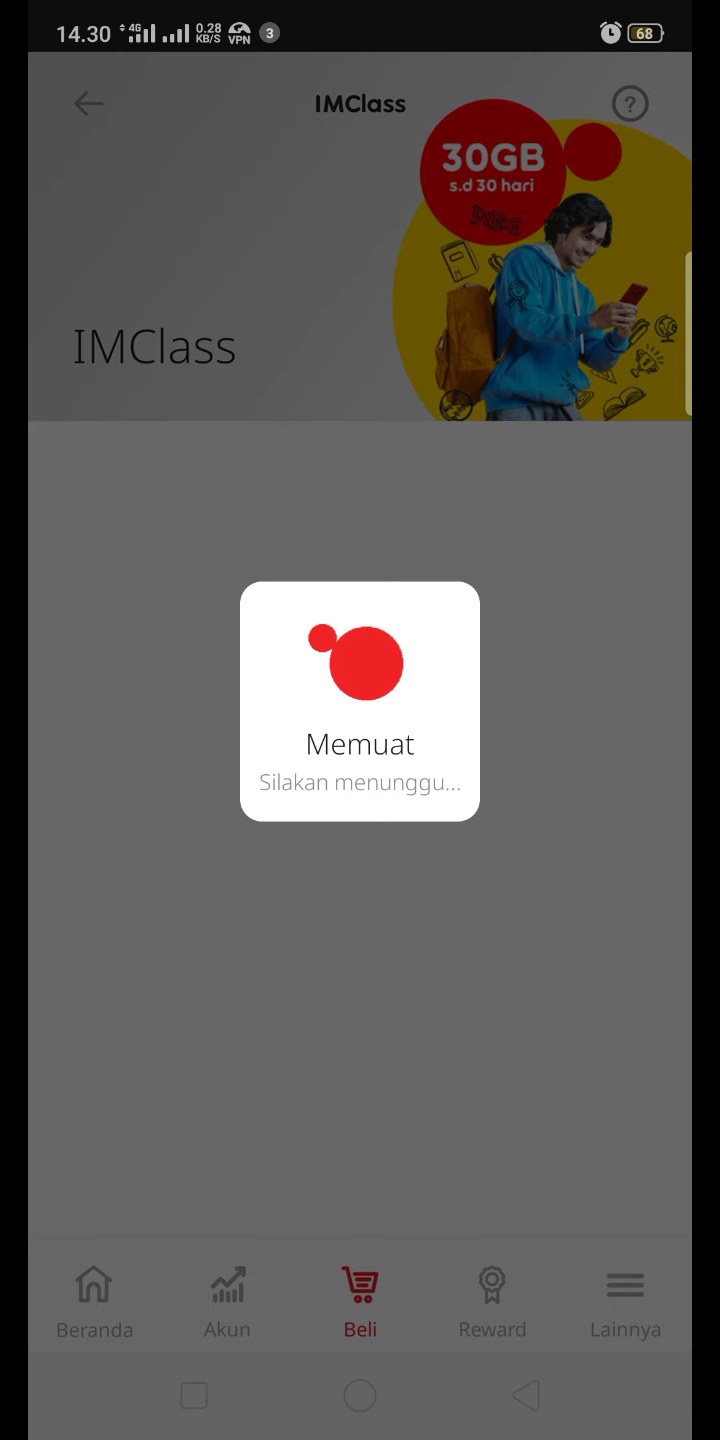 14.30 4G 0.28 KB/S VPN 3 68
IMClass ?
30GB
s.d 30 hari
IMClass
Memuat
Silakan menunggu...
Beranda Akun Beli Reward Lainnya